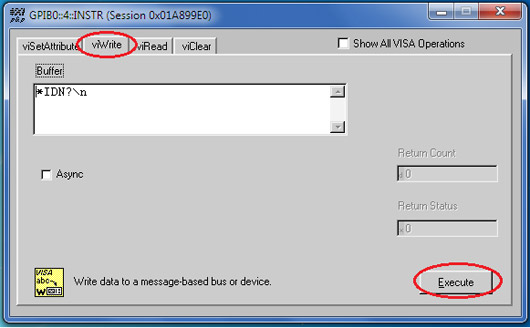 GPIB0::4::INSTR (Session 0x01A899E0)
viSetAttribute viWrite viRead viClear
Show All VISA Operations
Buffer
*IDN?\n
Async
Return Count
0
Return Status
0
VISA
abc
W
Write data to a message-based bus or device.
Execute